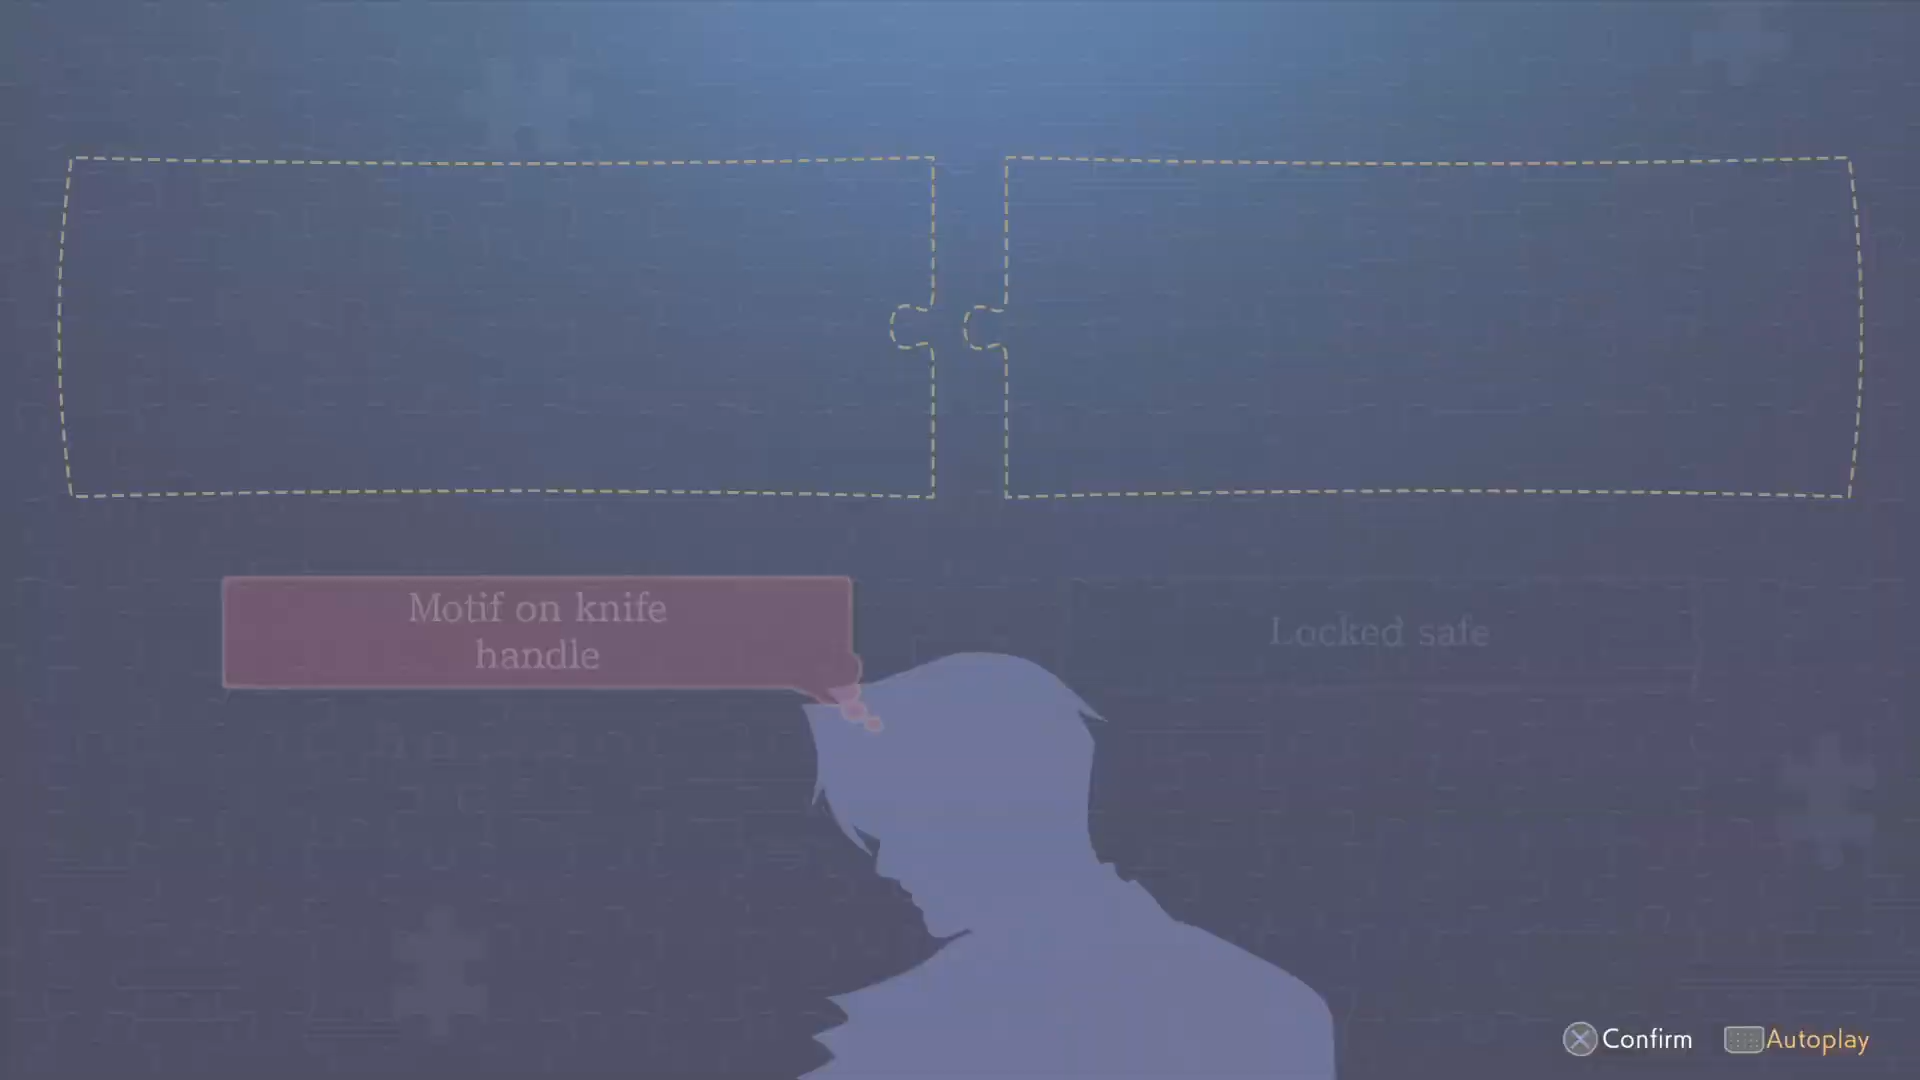 Motif on knife
handle
Locked safe
Confirm
Autoplay